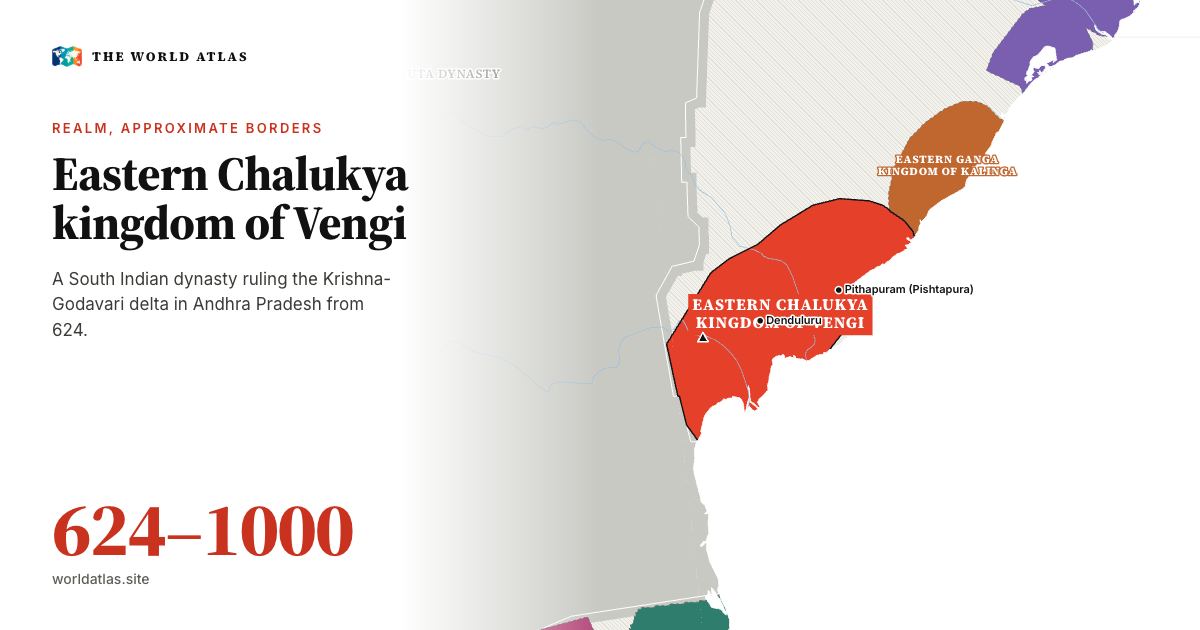 THE WORLD ATLAS
REALM, APPROXIMATE BORDERS
Eastern Chalukya
kingdom of Vengi
A South Indian dynasty ruling the Krishna-
Godavari delta in Andhra Pradesh from
624.
624–1000
worldatlas.site
DYNASTY
EASTERN GANGA
KINGDOM OF KALINGA
Pithapuram (Pishtapura)
EASTERN CHALUKYA
KINGDOM OF VENGI
Denduluru